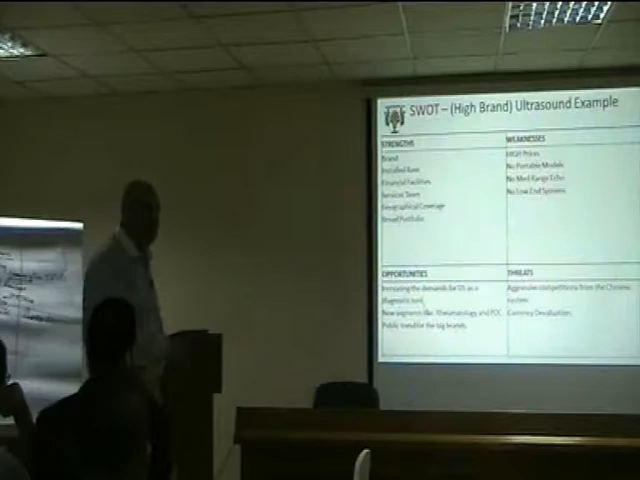 SWOT – (High Brand) Ultrasound Example
STRENGTHS
Brand
Installed Base
Financial Facilities
Services Team
Geographical Coverage
Broad Portfolio
WEAKNESSES
HIGH Prices
No Portable Models
No Med Range Echo
No Low End Systems
OPPORTUNITIES
Increasing the demands for US as a
diagnostic tool
New segments like Rheumatology and POC
Public trend for the big brands.
THREATS
Aggressive competitions from the Chinese
Currency Devaluation.